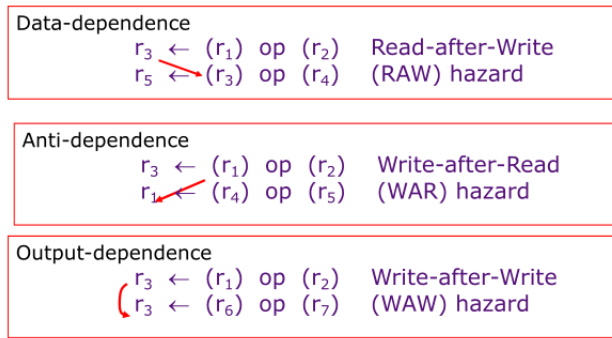 Data-dependence
r₃ ← (r₁) op (r₂) Read-after-Write
r₅ ← (r₃) op (r₄) (RAW) hazard
Anti-dependence
r₃ ← (r₁) op (r₂) Write-after-Read
r₁ ← (r₄) op (r₅) (WAR) hazard
Output-dependence
r₃ ← (r₁) op (r₂) Write-after-Write
r₃ ← (r₆) op (r₇) (WAW) hazard